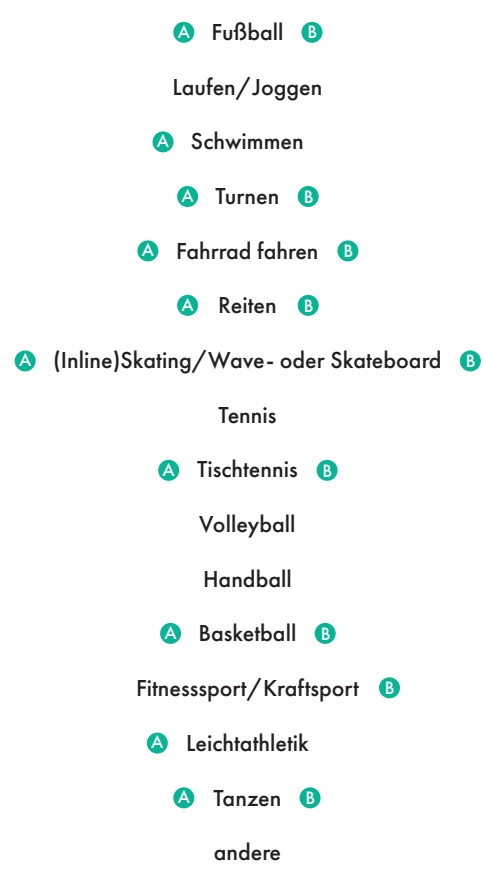 A Fußball B
Laufen/Joggen
A Schwimmen
A Turnen B
A Fahrrad fahren B
A Reiten B
A (Inline)Skating/Wave- oder Skateboard B
Tennis
A Tischtennis B
Volleyball
Handball
A Basketball B
Fitnesssport/Kraftsport B
A Leichtathletik
A Tanzen B
andere